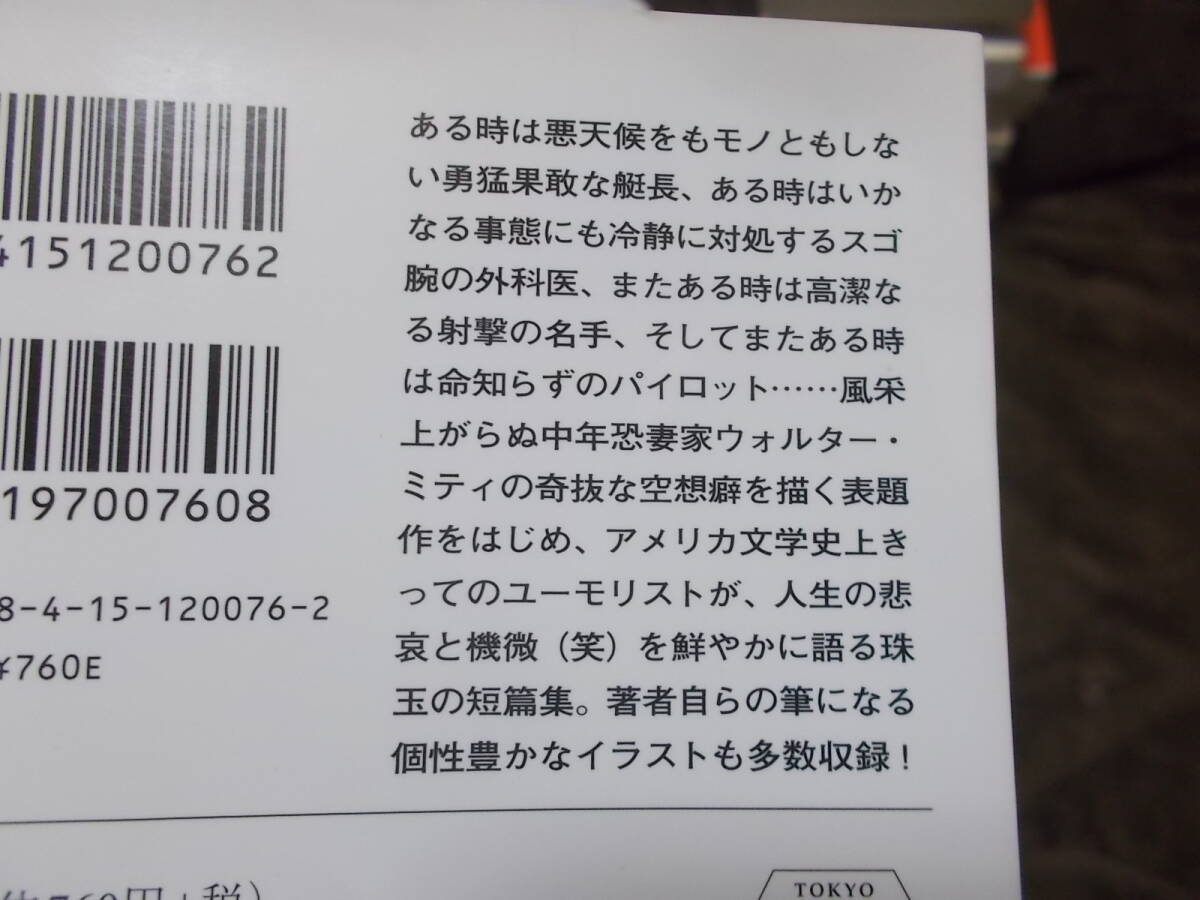 4151200762
197007608
8-4-15-120076-2
¥760E
ある時は悪天候をもモノともしな
い勇猛果敢な艇長、ある時はいか
なる事態にも冷静に対処するスゴ
腕の外科医、またある時は高潔な
る射撃の名手、そしてまたある時
は命知らずのパイロット……風采
上がらぬ中年恐妻家ウォルター・
ミティの奇抜な空想癖を描く表題
作をはじめ、アメリカ文学史上き
ってのユーモリストが、人生の悲
哀と機微（笑）を鮮やかに語る珠
玉の短篇集。著者自らの筆になる
個性豊かなイラストも多数収録！
760円+税）
TOKYO